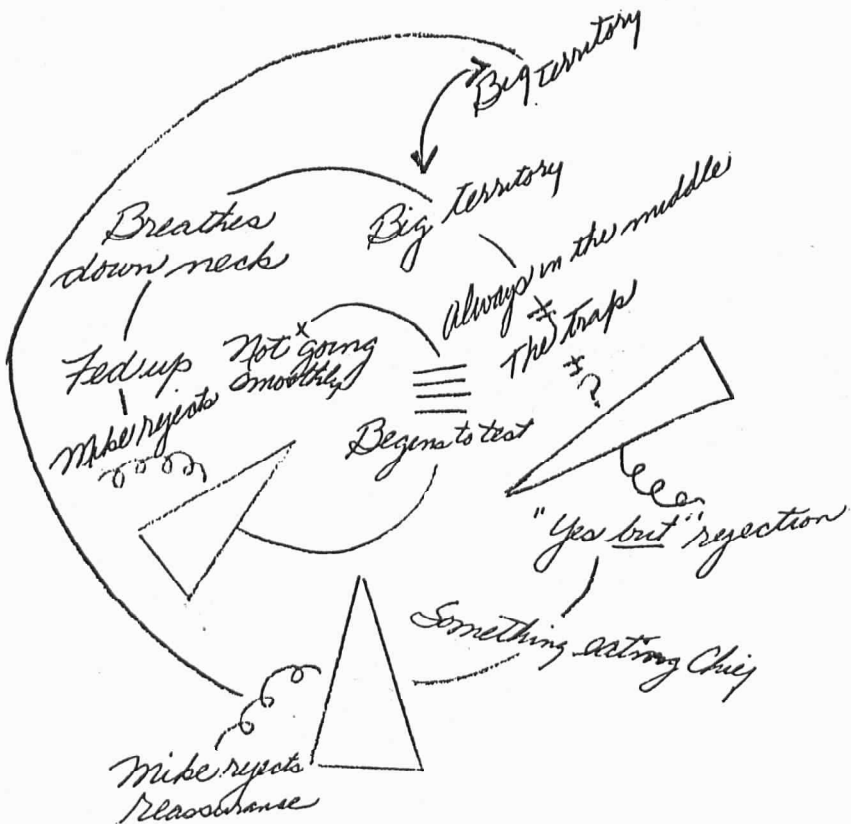 Big territory
Big territory
Breathes
down neck
Always in the middle
The trap
?
Fed up
Not going
smoothly
x
Mike rejects
Begins to test
"Yes but" rejection
Something eating Chief
Mike rejects
reassurance